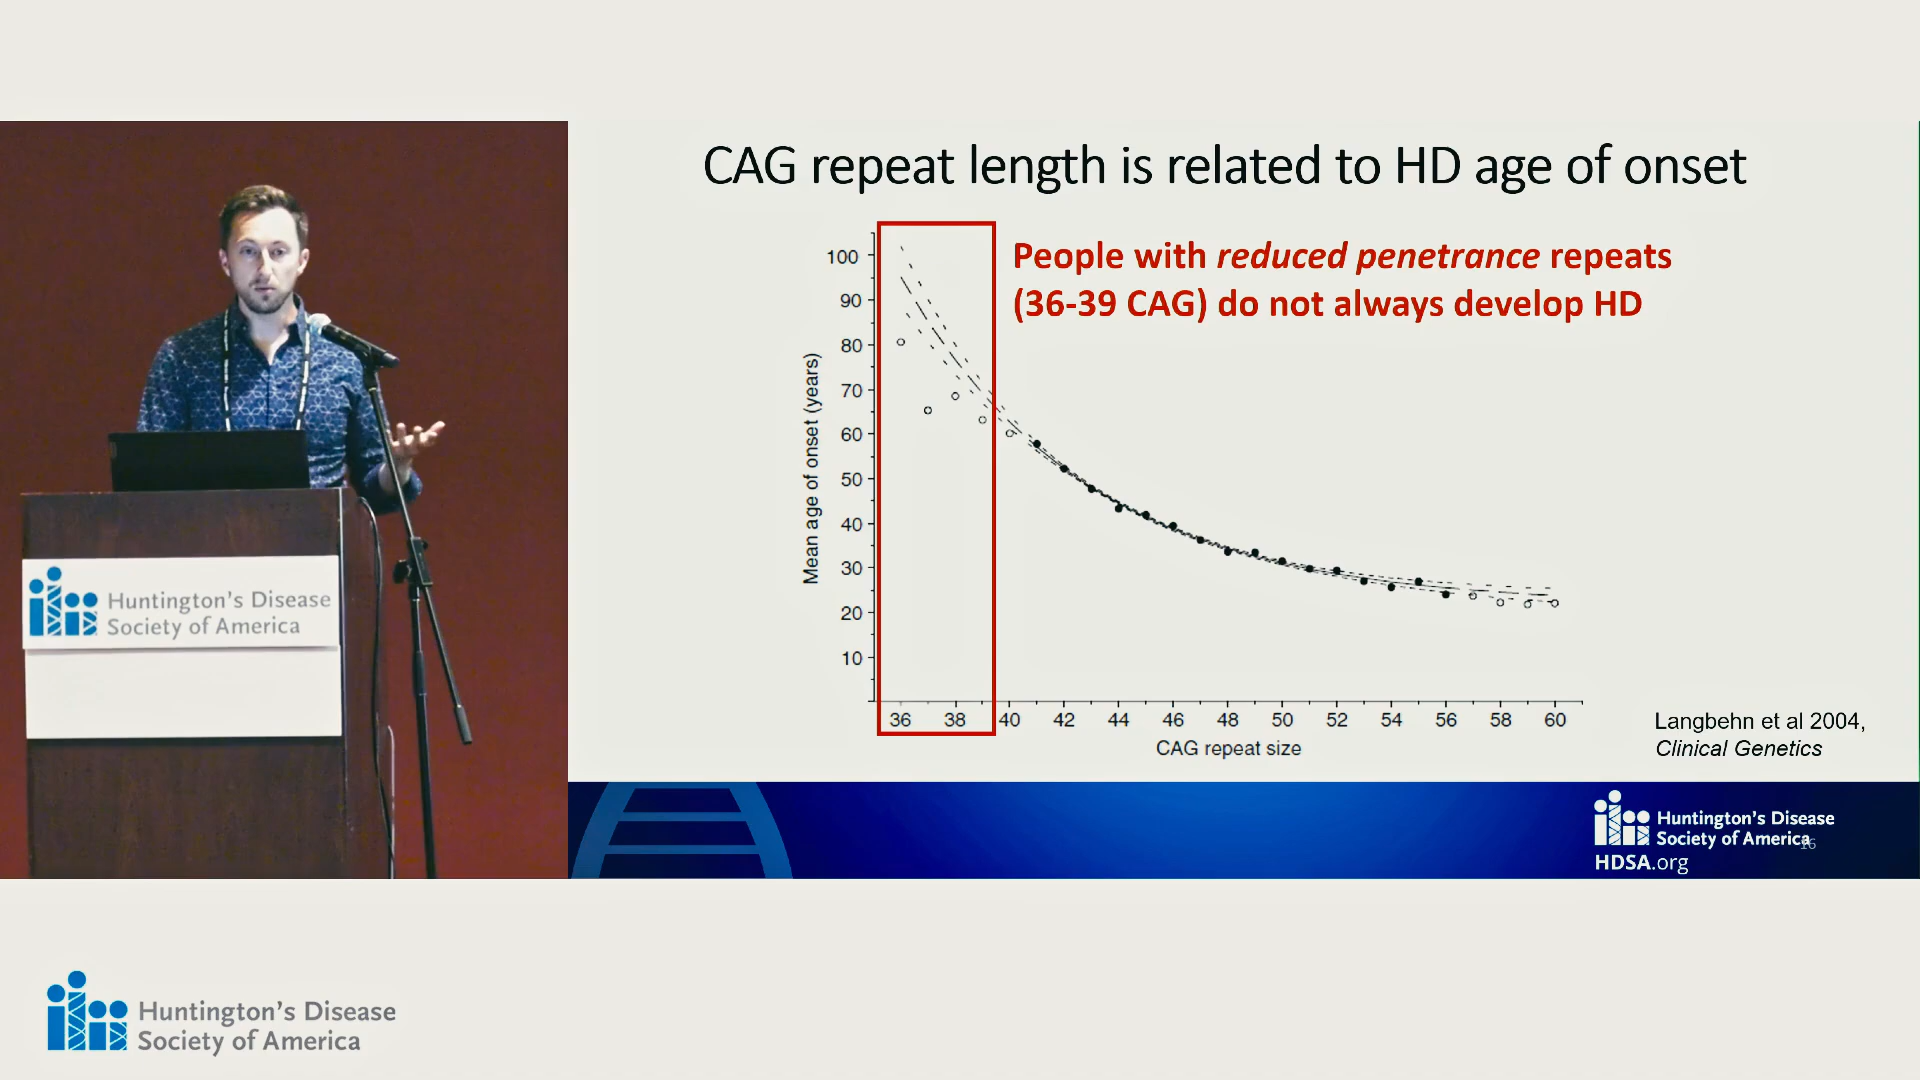 CAG repeat length is related to HD age of onset
People with reduced penetrance repeats
(36-39 CAG) do not always develop HD
Mean age of onset (years)
100
90
80
70
60
50
40
30
20
10
36 38 40 42 44 46 48 50 52 54 56 58 60
CAG repeat size
Langbehn et al 2004,
Clinical Genetics
Huntington's Disease
Society of America
Huntington's Disease
Society of America
16
HDSA.org
Huntington's Disease
Society of America